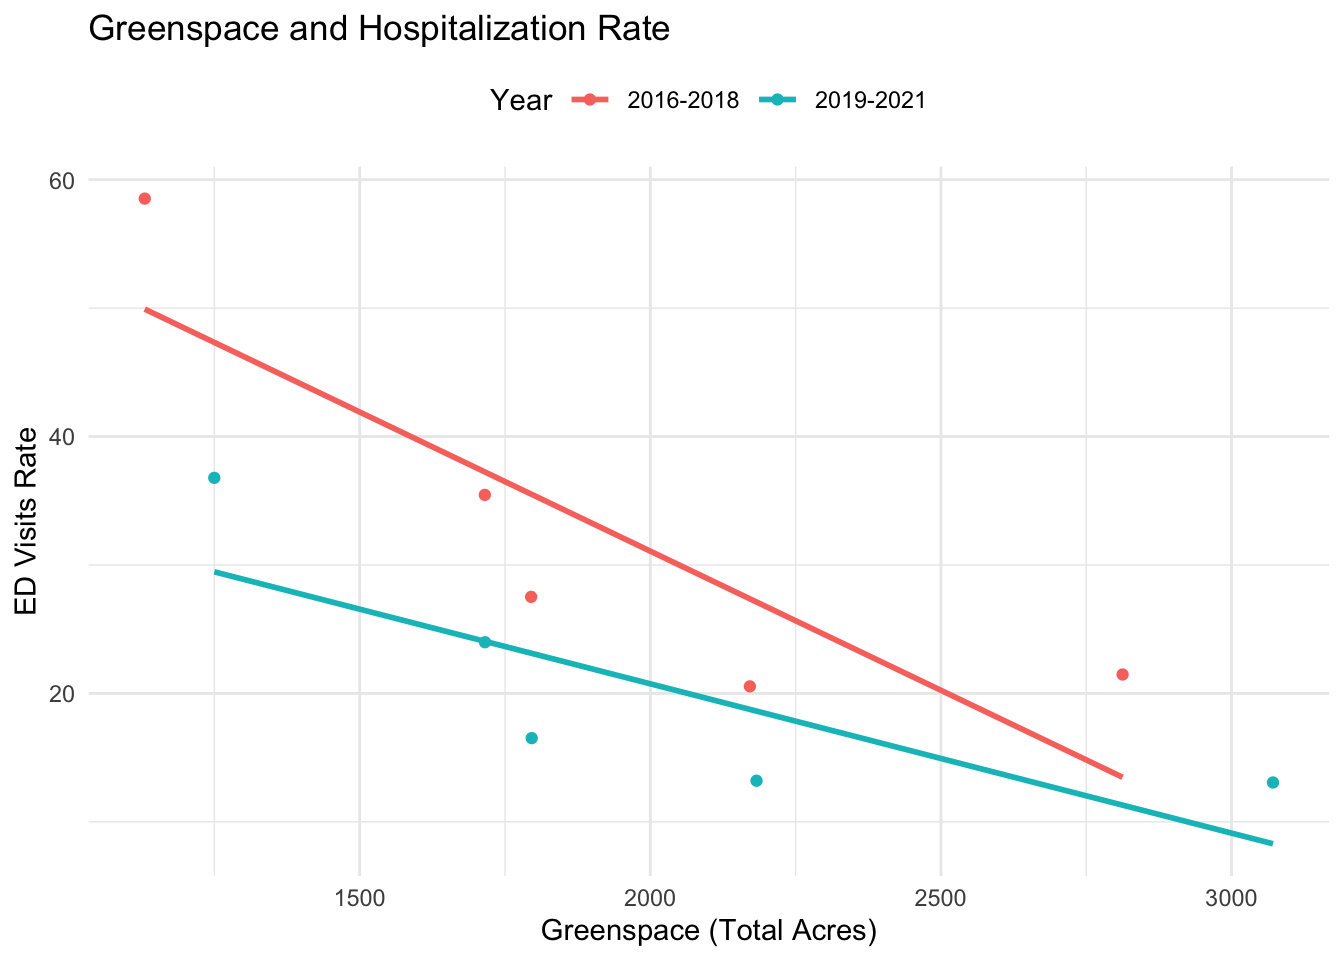 Greenspace and Hospitalization Rate
Year 2016-2018 2019-2021
60
40
20
ED Visits Rate
1500 2000 2500 3000
Greenspace (Total Acres)